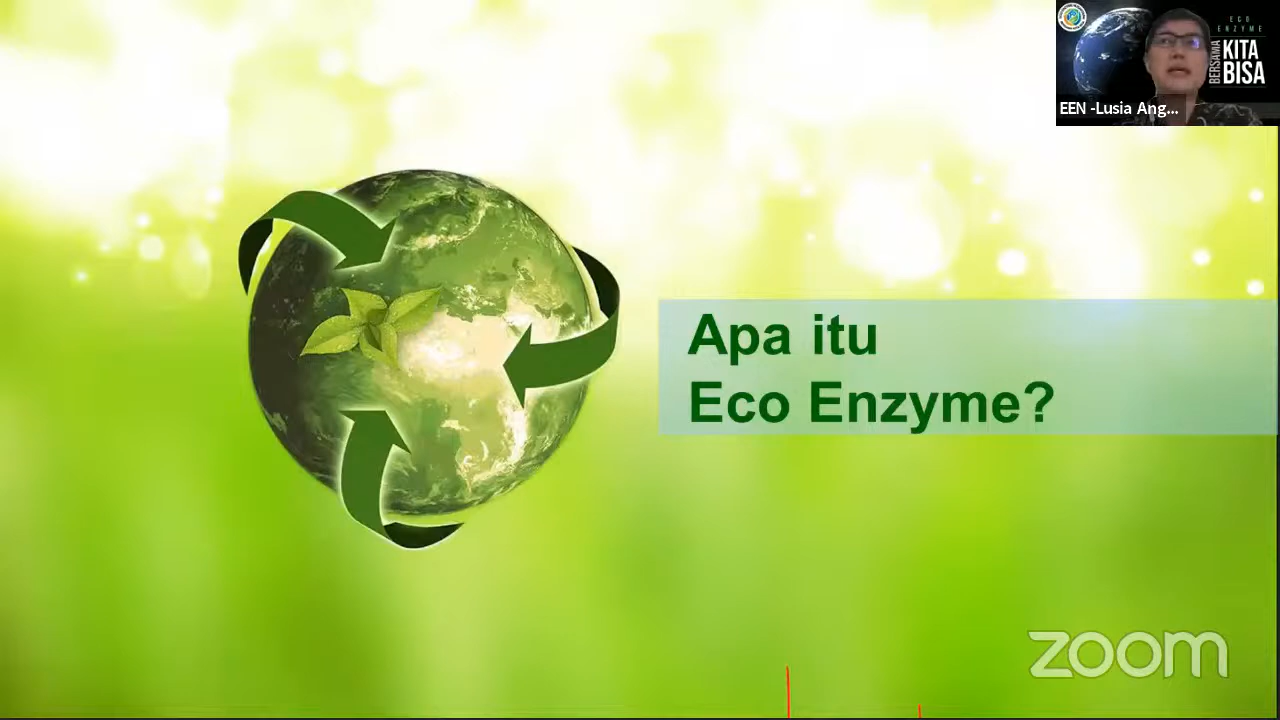 ECO
ENZYME
BERSAMA
KITA
BISA
EEN -Lusia Ang...
Apa itu
Eco Enzyme?
zoom